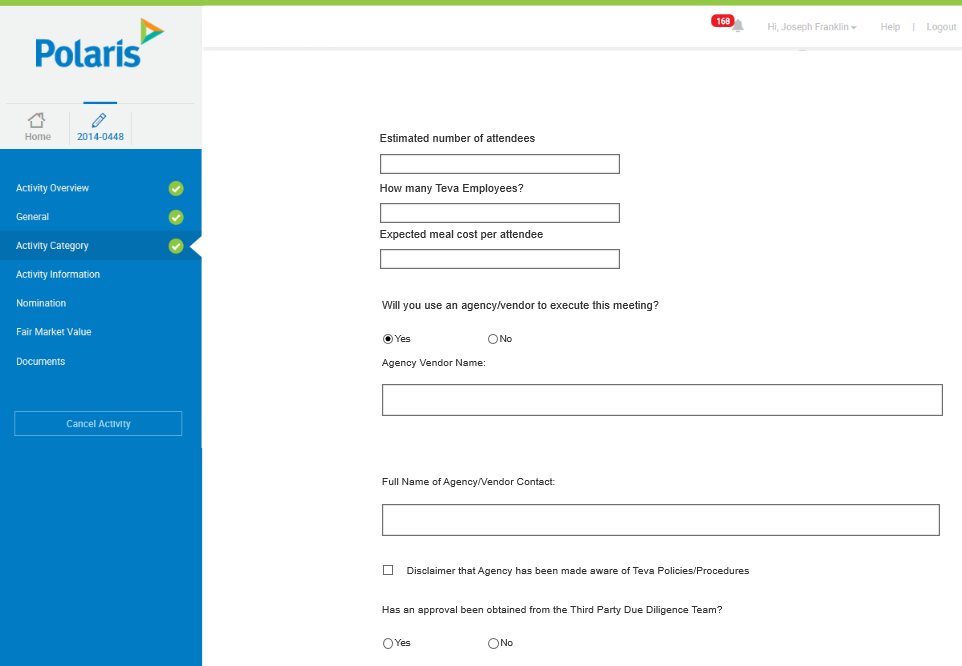 Polaris
168
Hi, Joseph Franklin
Help | Logout
Home
2014-0448
Activity Overview
General
Activity Category
Activity Information
Nomination
Fair Market Value
Documents
Cancel Activity
Estimated number of attendees
How many Teva Employees?
Expected meal cost per attendee
Will you use an agency/vendor to execute this meeting?
Yes No
Agency Vendor Name:
Full Name of Agency/Vendor Contact:
Disclaimer that Agency has been made aware of Teva Policies/Procedures
Has an approval been obtained from the Third Party Due Diligence Team?
Yes No